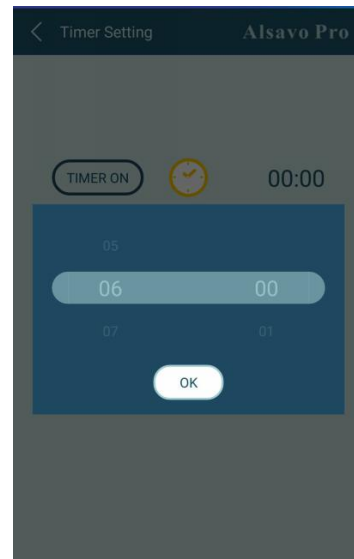 Timer Setting Alsavo Pro
TIMER ON 00:00
05
06 00
07 01
OK